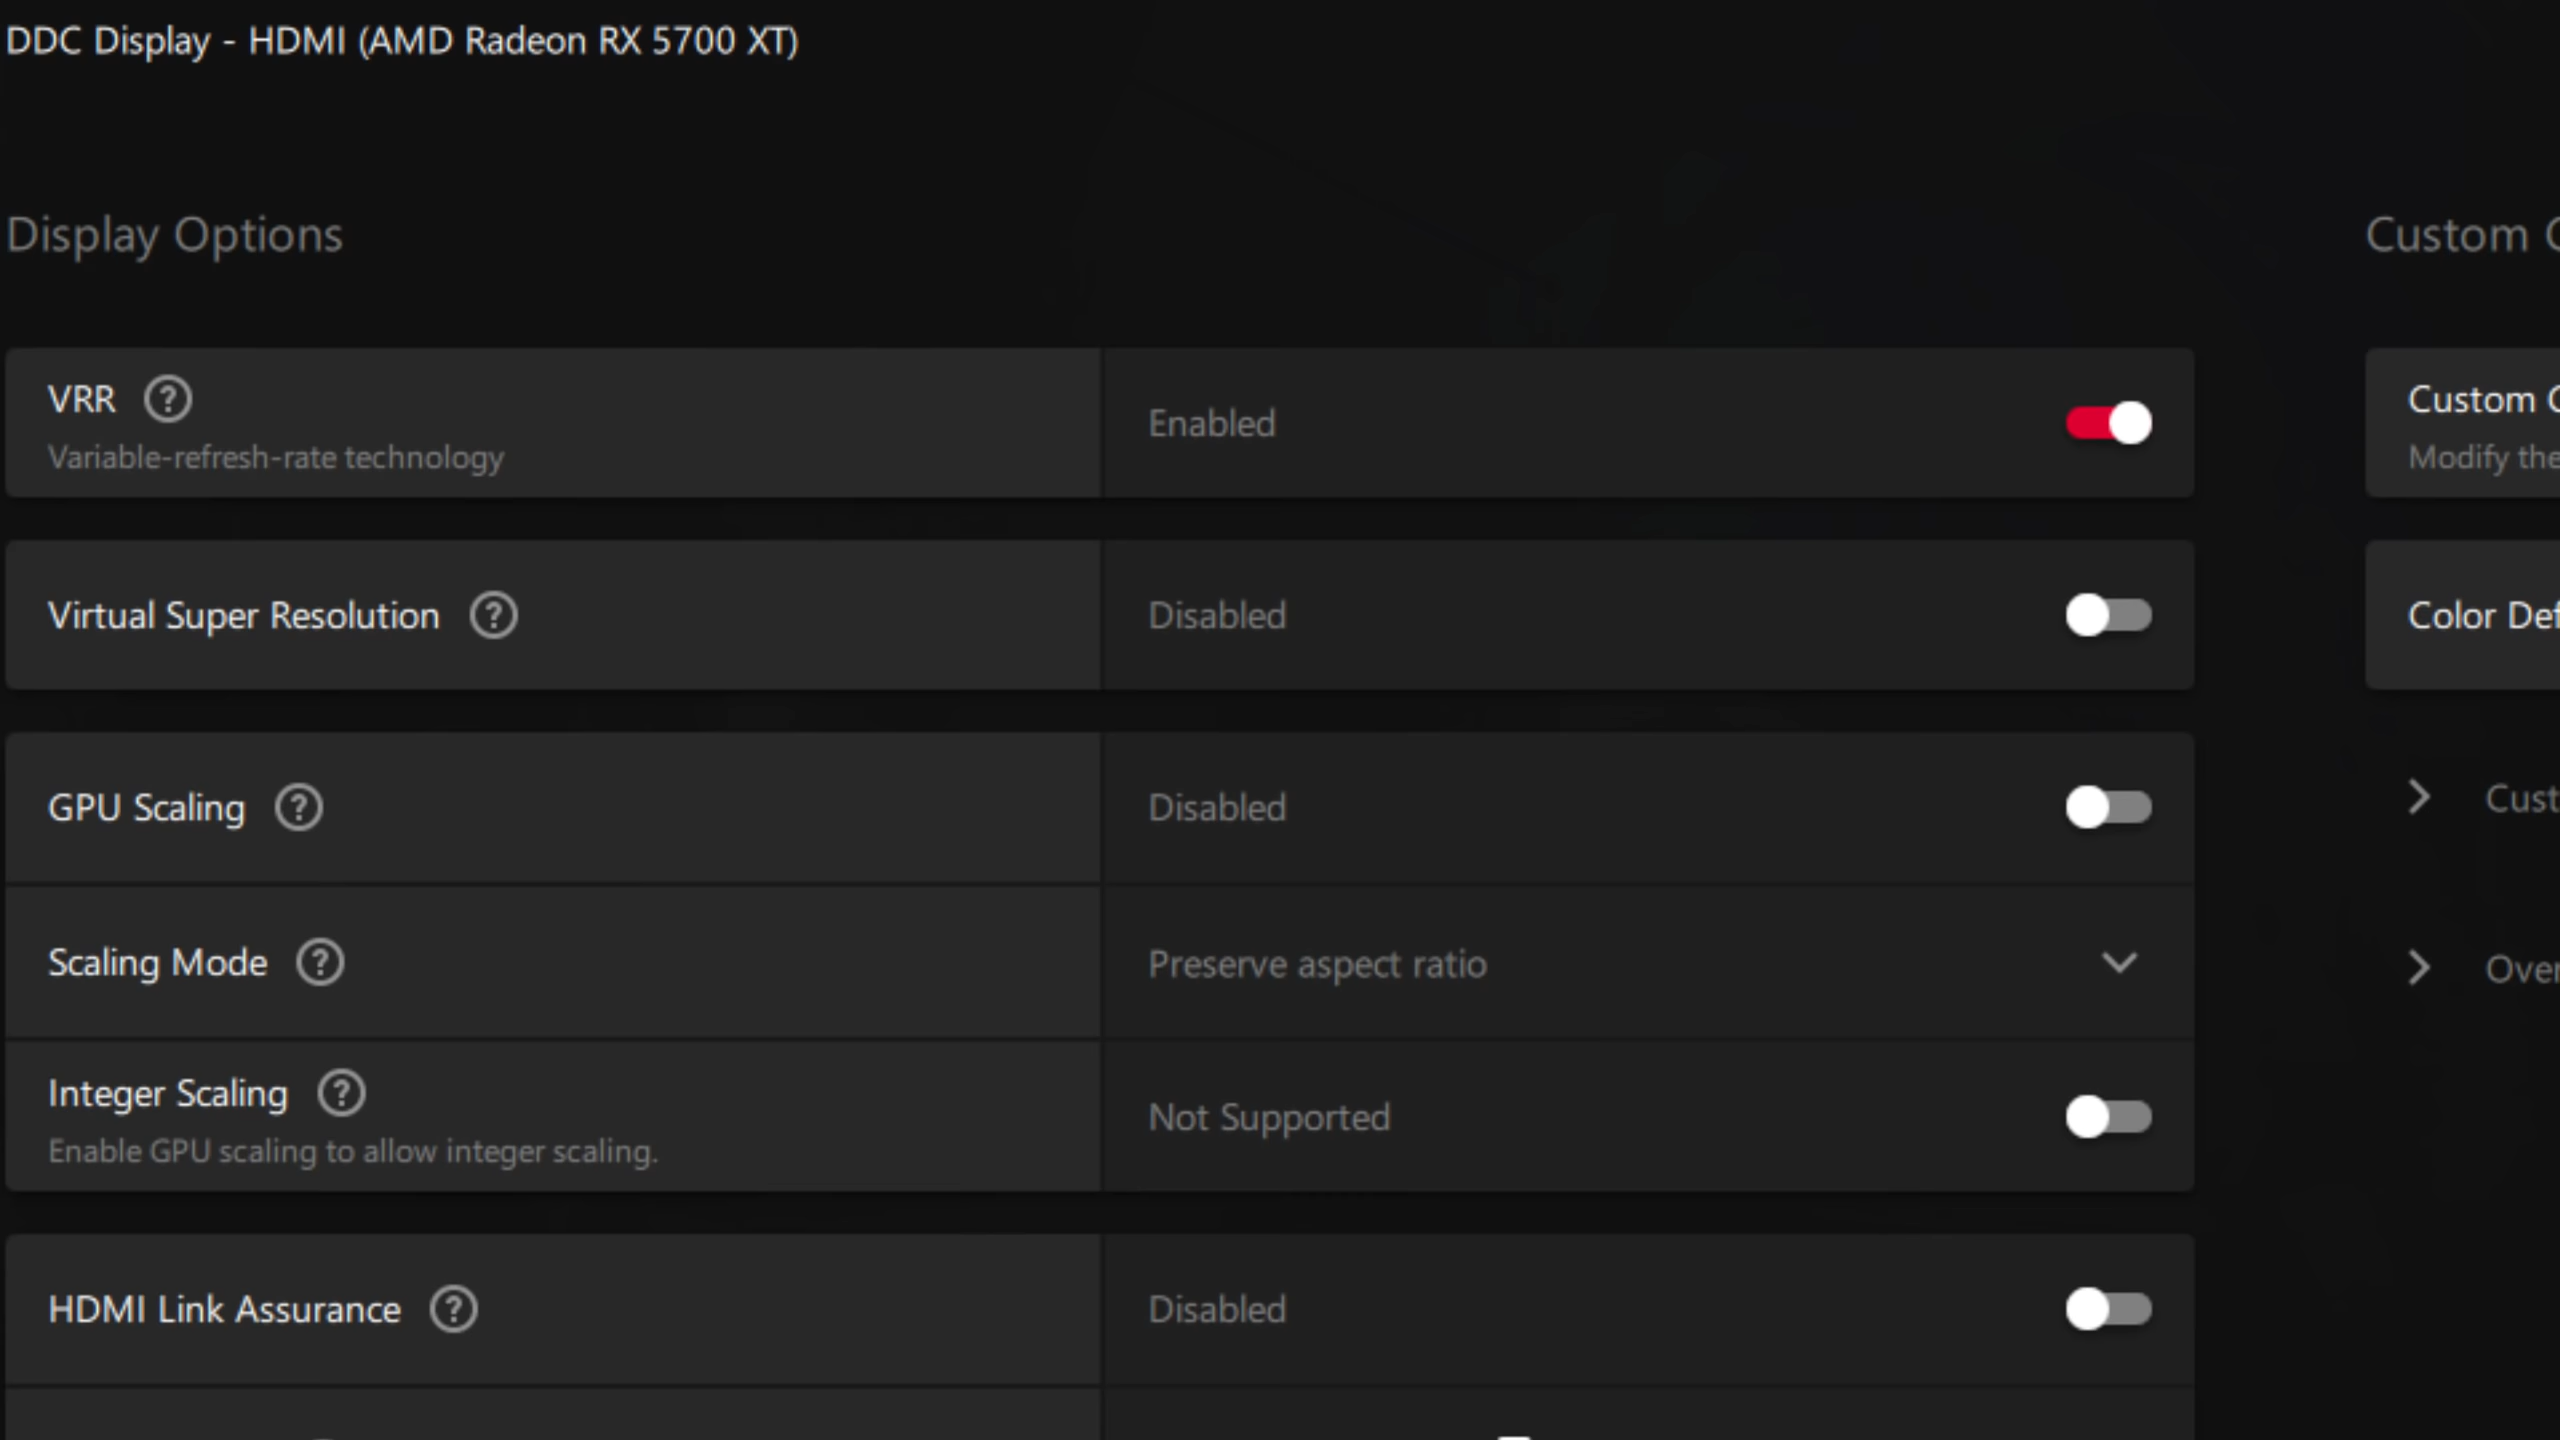 DDC Display - HDMI (AMD Radeon RX 5700 XT)
Display Options
VRR
Variable-refresh-rate technology
Enabled
Virtual Super Resolution
Disabled
GPU Scaling
Disabled
Scaling Mode
Preserve aspect ratio
Integer Scaling
Enable GPU scaling to allow integer scaling.
Not Supported
HDMI Link Assurance
Disabled
Custom
Custom
Modify the
Color